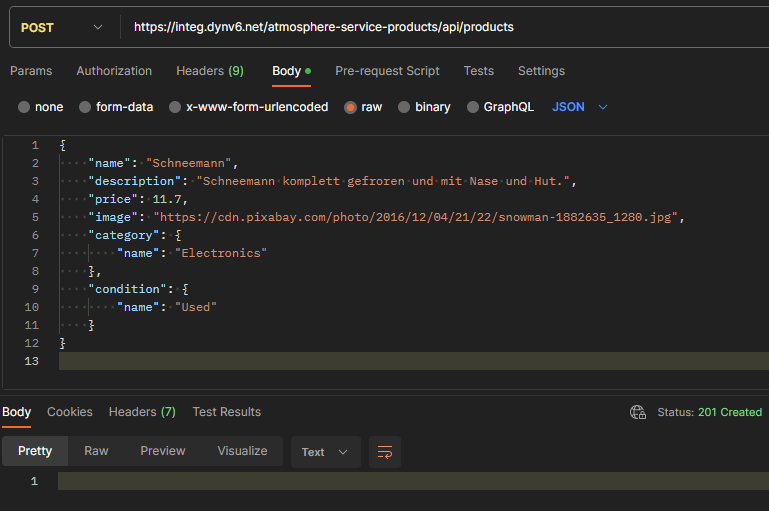 POST https://integ.dynv6.net/atmosphere-service-products/api/products
Params Authorization Headers (9) Body Pre-request Script Tests Settings
none form-data x-www-form-urlencoded raw binary GraphQL JSON
1 {
2 "name": "Schneemann",
3 "description": "Schneemann komplett gefroren und mit Nase und Hut.",
4 "price": 11.7,
5 "image": "https://cdn.pixabay.com/photo/2016/12/04/21/22/snowman-1882635_1280.jpg",
6 "category": {
7 "name": "Electronics"
8 },
9 "condition": {
10 "name": "Used"
11 }
12 }
13
Body Cookies Headers (7) Test Results Status: 201 Created
Pretty Raw Preview Visualize Text
1